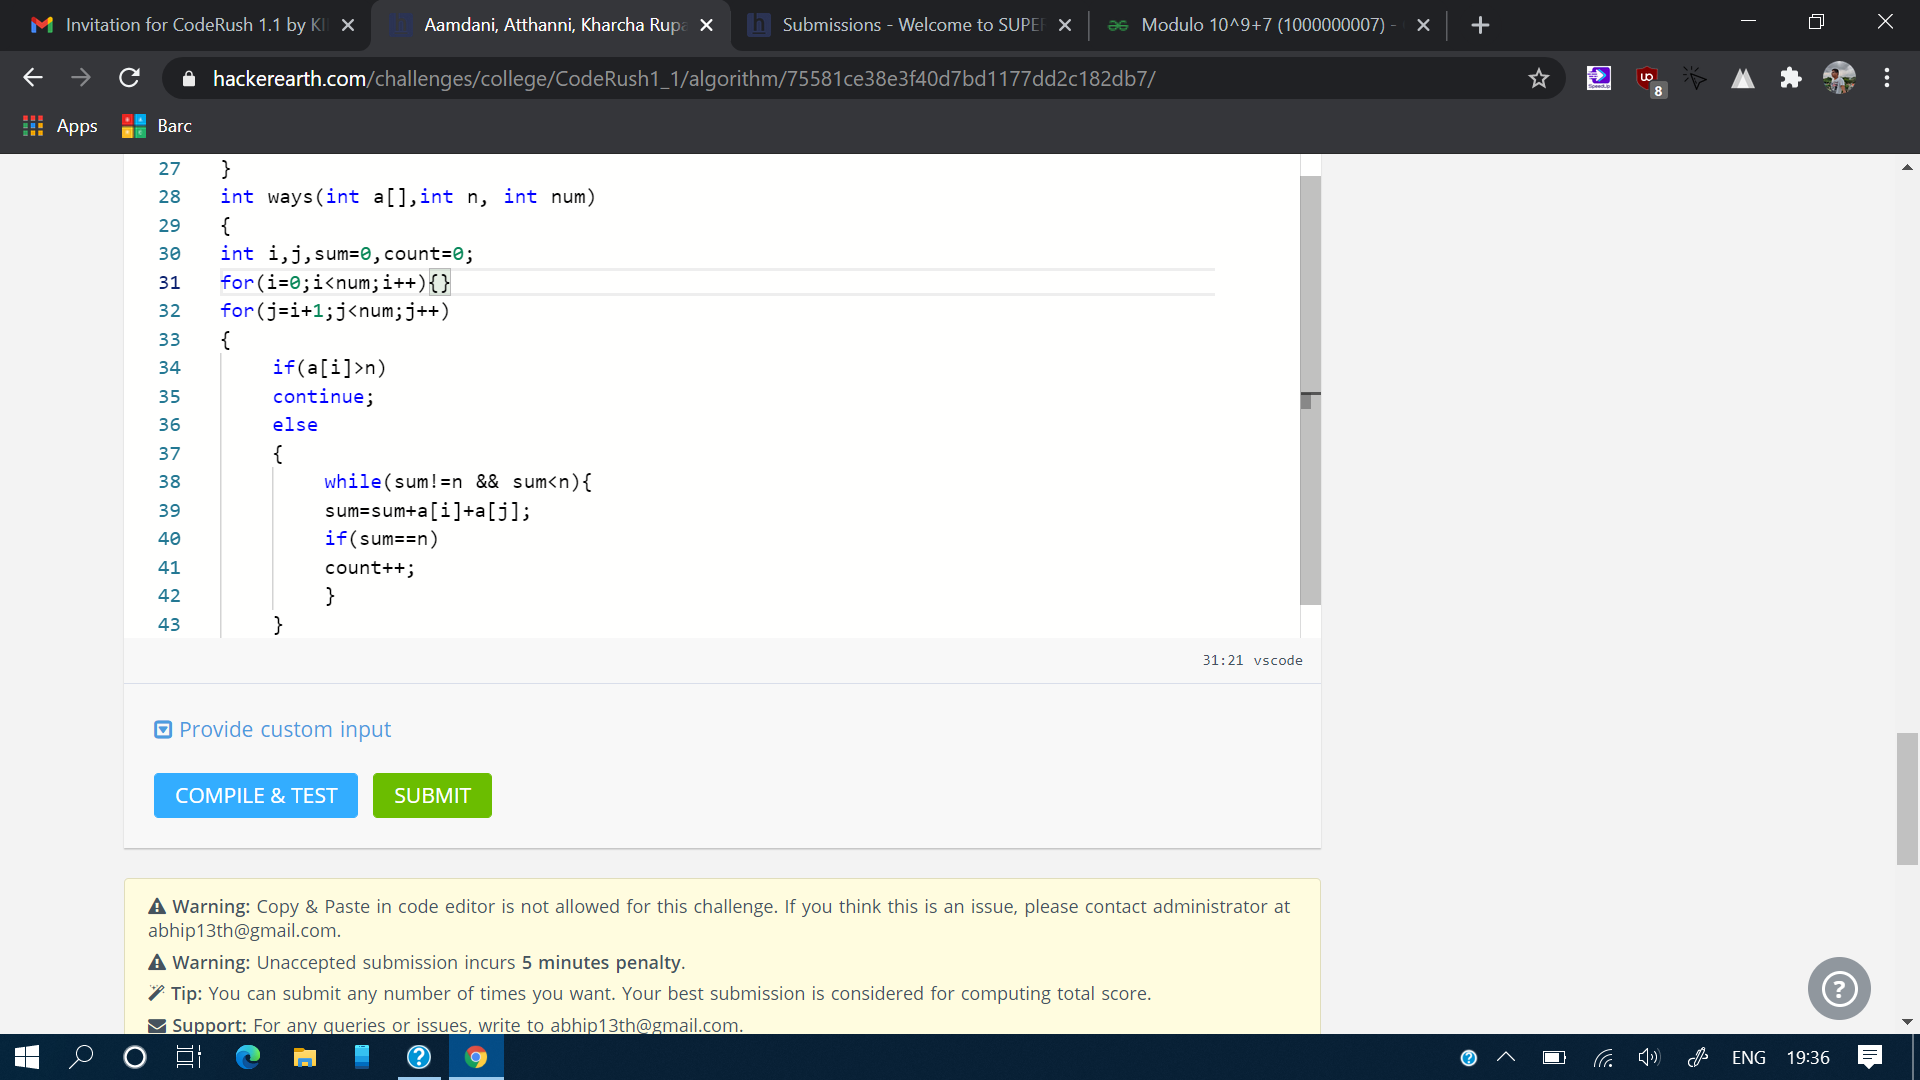 Invitation for CodeRush 1.1 by KI
Aamdani, Atthanni, Kharcha Rupa
Submissions - Welcome to SUPER
Modulo 10^9+7 (1000000007) -
hackerearth.com/challenges/college/CodeRush1_1/algorithm/75581ce38e3f40d7bd1177dd2c182db7/
8
Apps
Barc
27 }
28 int ways(int a[],int n, int num)
29 {
30 int i,j,sum=0,count=0;
31 for(i=0;i<num;i++){}
32 for(j=i+1;j<num;j++)
33 {
34 if(a[i]>n)
35 continue;
36 else
37 {
38 while(sum!=n && sum<n){
39 sum=sum+a[i]+a[j];
40 if(sum==n)
41 count++;
42 }
43 }
31:21 vscode
Provide custom input
COMPILE & TEST
SUBMIT
Warning: Copy & Paste in code editor is not allowed for this challenge. If you think this is an issue, please contact administrator at
abhip13th@gmail.com.
Warning: Unaccepted submission incurs 5 minutes penalty.
Tip: You can submit any number of times you want. Your best submission is considered for computing total score.
Support: For any queries or issues, write to abhip13th@gmail.com.
?
ENG
19:36